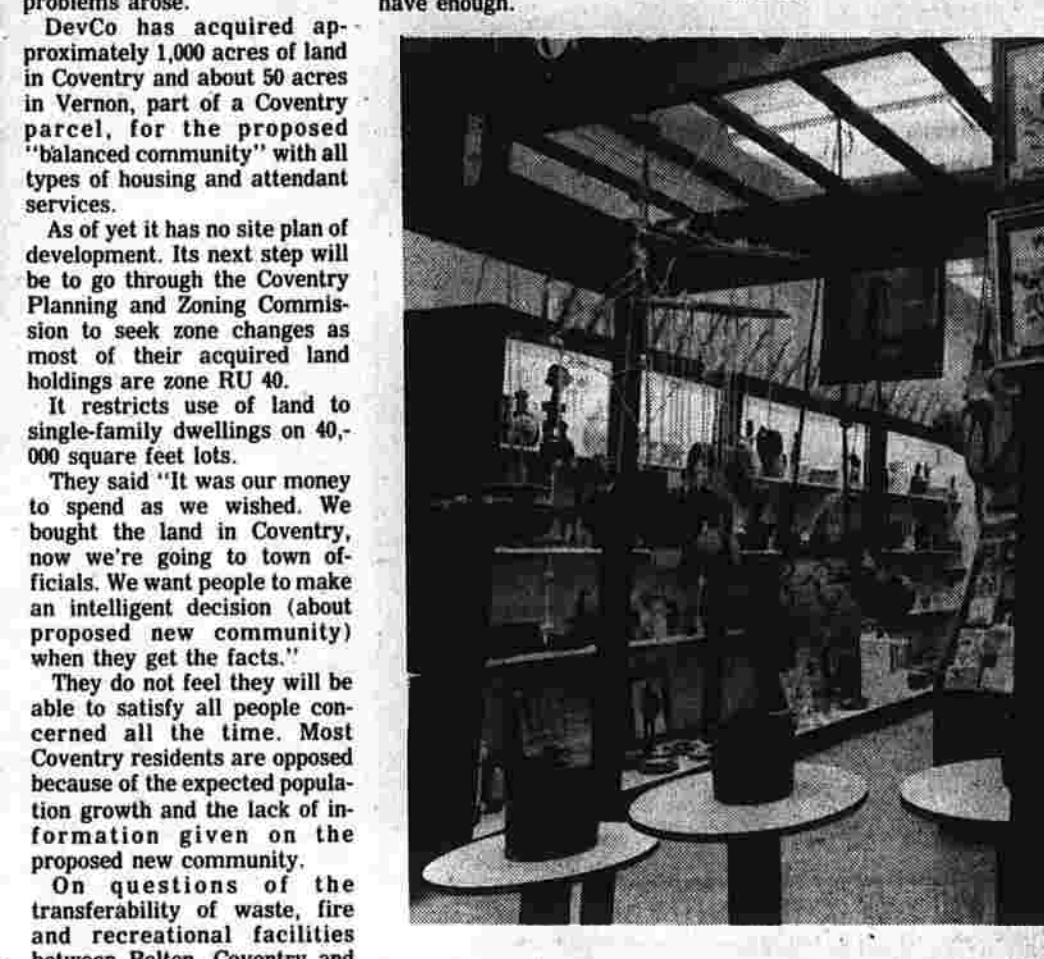 problems arose.
DevCo has acquired ap-
proximately 1,000 acres of land
in Coventry and about 50 acres
in Vernon, part of a Coventry
parcel, for the proposed
"balanced community" with all
types of housing and attendant
services.
As of yet it has no site plan of
development. Its next step will
be to go through the Coventry
Planning and Zoning Commis-
sion to seek zone changes as
most of their acquired land
holdings are zone RU 40.
It restricts use of land to
single-family dwellings on 40,-
000 square feet lots.
They said "It was our money
to spend as we wished. We
bought the land in Coventry,
now we're going to town of-
ficials. We want people to make
an intelligent decision (about
proposed new community)
when they get the facts."
They do not feel they will be
able to satisfy all people con-
cerned all the time. Most
Coventry residents are opposed
because of the expected popula-
tion growth and the lack of in-
formation given on the
proposed new community.
On questions of the
transferability of waste, fire
and recreational facilities
between Bolton, Coventry and
have enough.